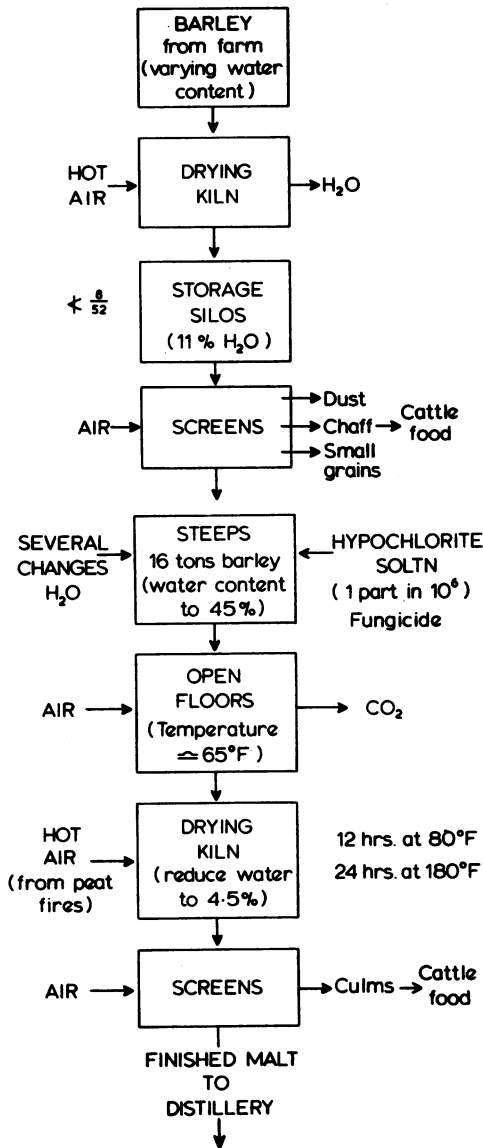 BARLEY
from farm
(varying water
content)
HOT
AIR
DRYING
KILN
H₂O
≮ 8/52
STORAGE
SILOS
(11% H₂O)
AIR
SCREENS
Dust
Chaff
Small
grains
Cattle
food
SEVERAL
CHANGES
H₂O
STEEPS
16 tons barley
(water content
to 45%)
HYPOCHLORITE
SOLTN
(1 part in 10⁶)
Fungicide
AIR
OPEN
FLOORS
(Temperature
≃65°F)
CO₂
HOT
AIR
(from peat
fires)
DRYING
KILN
(reduce water
to 4·5%)
12 hrs. at 80°F
24 hrs. at 180°F
AIR
SCREENS
Culms
Cattle
food
FINISHED MALT
TO
DISTILLERY